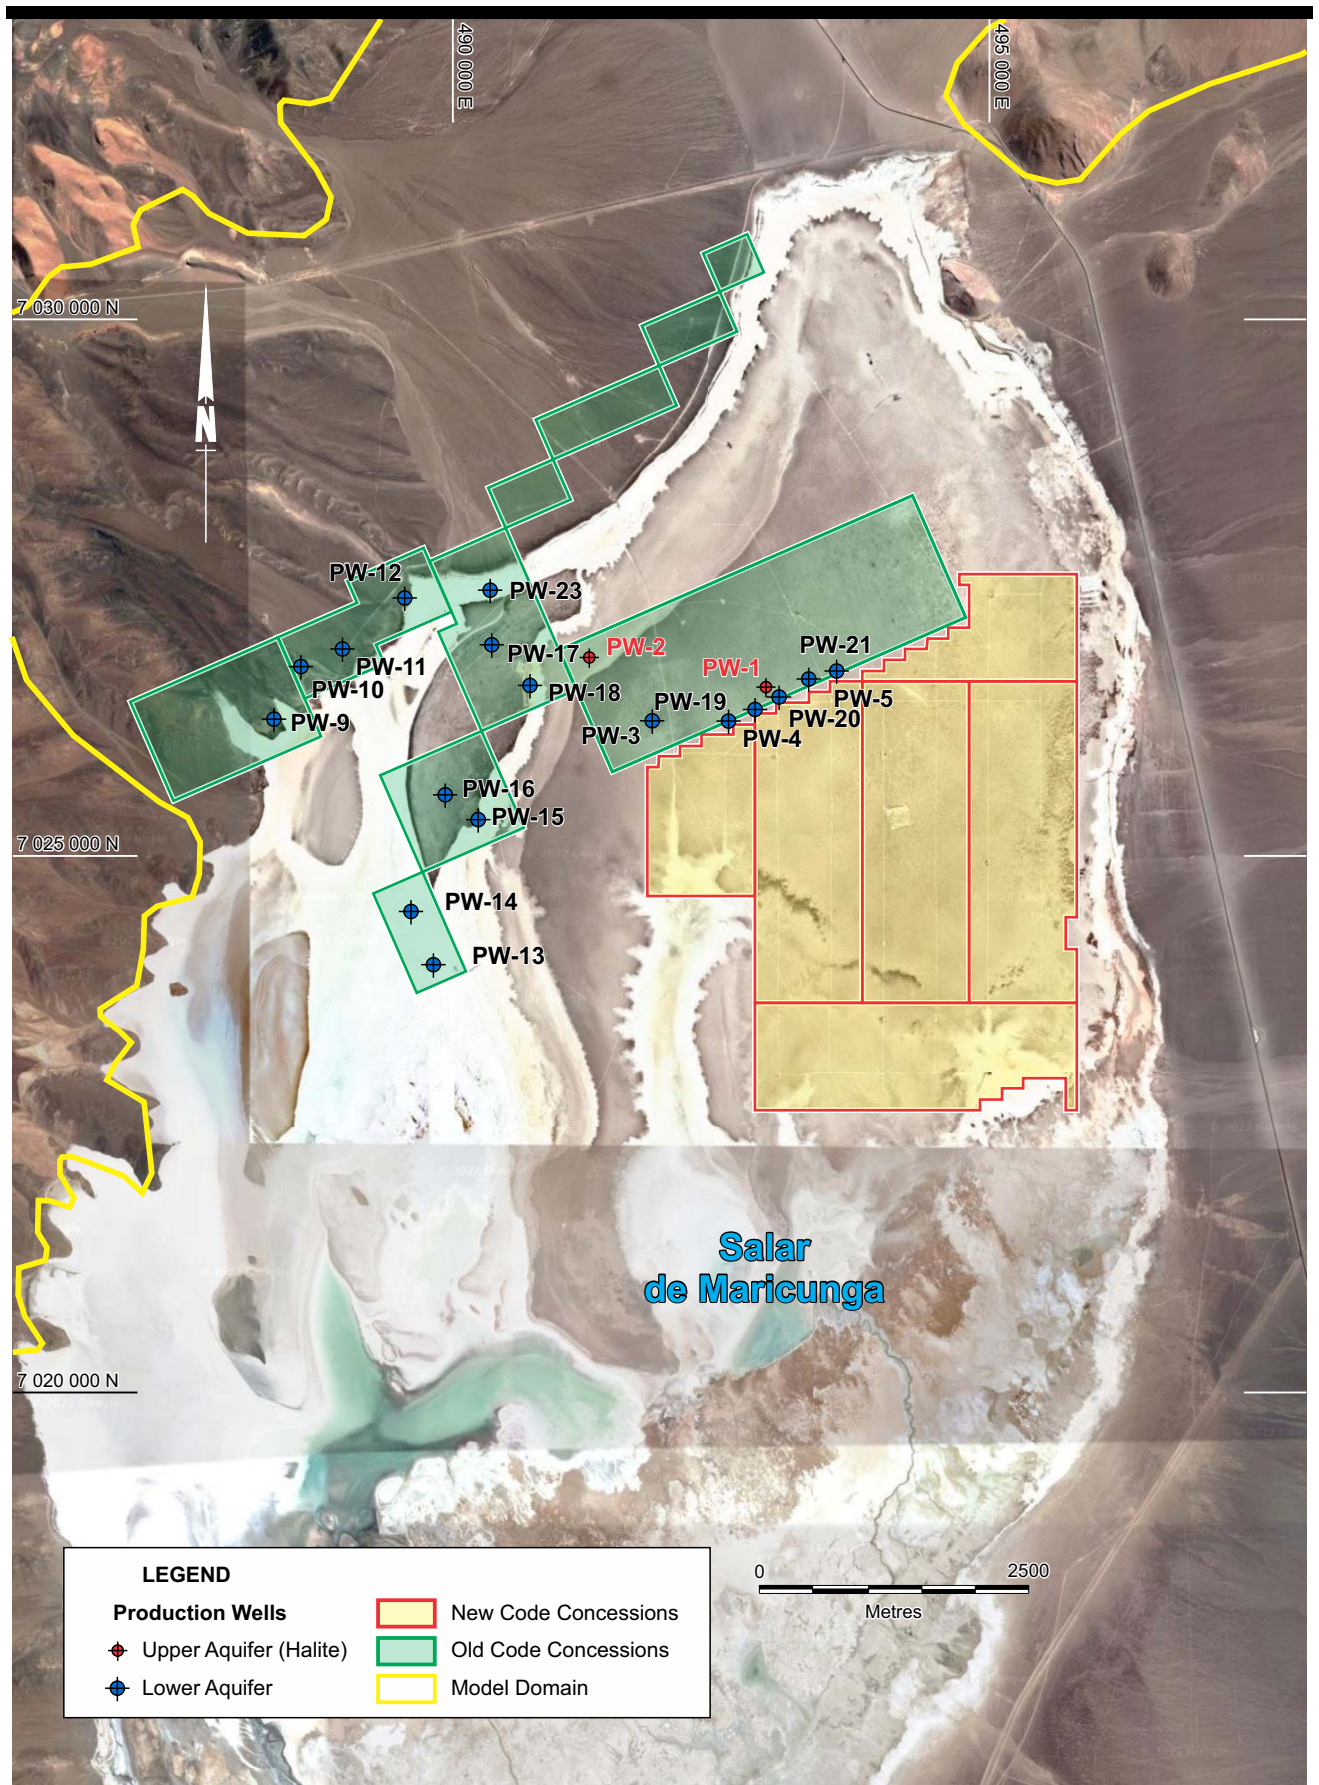 490 000 E
495 000 E
7 030 000 N
N
PW-12
PW-23
PW-17
PW-2
PW-11
PW-10
PW-9
PW-18
PW-1
PW-21
PW-19
PW-5
PW-20
PW-3
PW-4
PW-16
PW-15
7 025 000 N
PW-14
PW-13
Salar
de Maricunga
7 020 000 N
LEGEND
Production Wells
Upper Aquifer (Halite)
Lower Aquifer
New Code Concessions
Old Code Concessions
Model Domain
0
2500
Metres